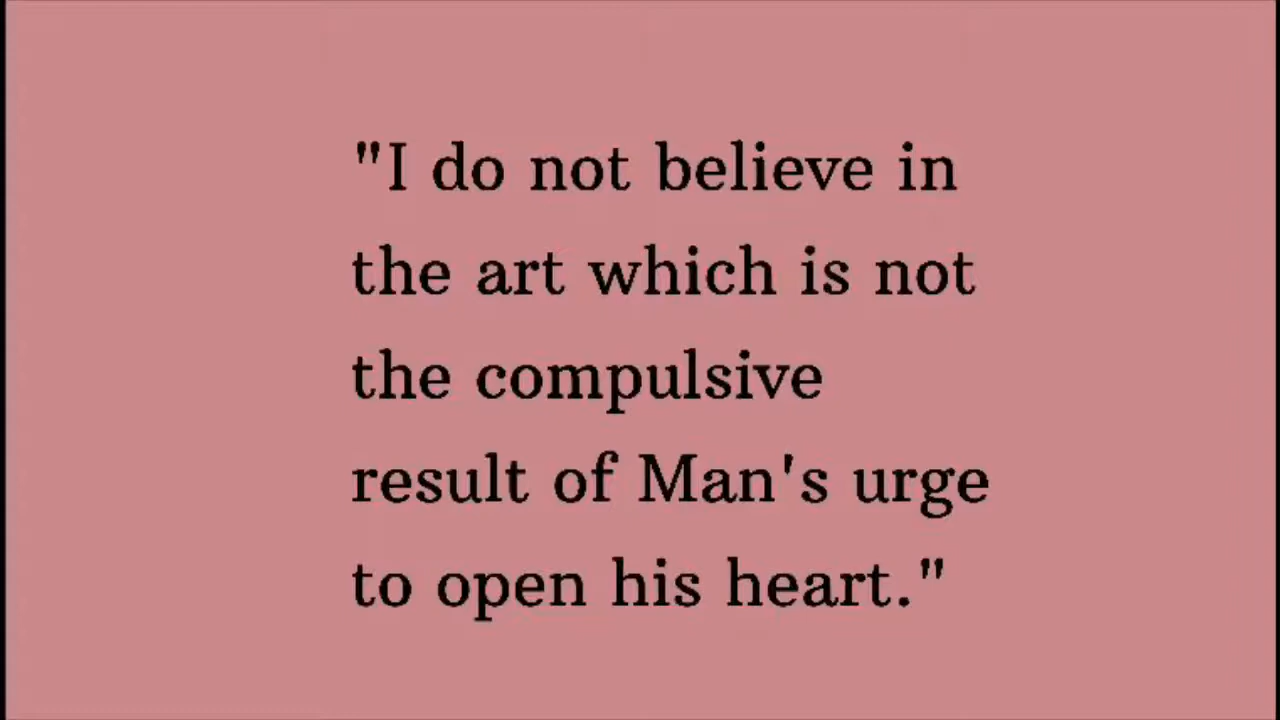 "I do not believe in
the art which is not
the compulsive
result of Man's urge
to open his heart."